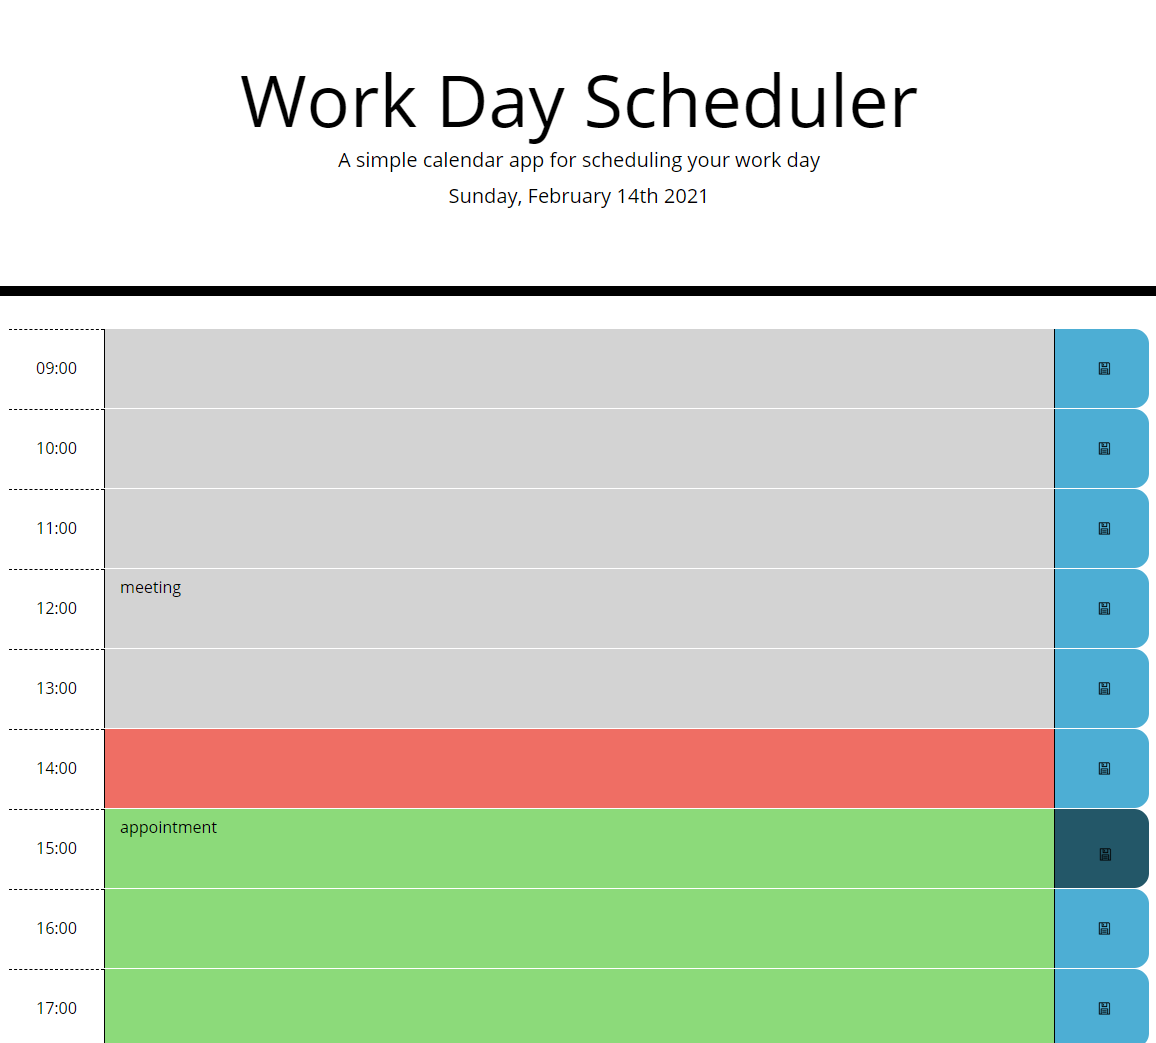 Work Day Scheduler
A simple calendar app for scheduling your work day
Sunday, February 14th 2021
09:00
10:00
11:00
meeting
12:00
13:00
14:00
appointment
15:00
16:00
17:00